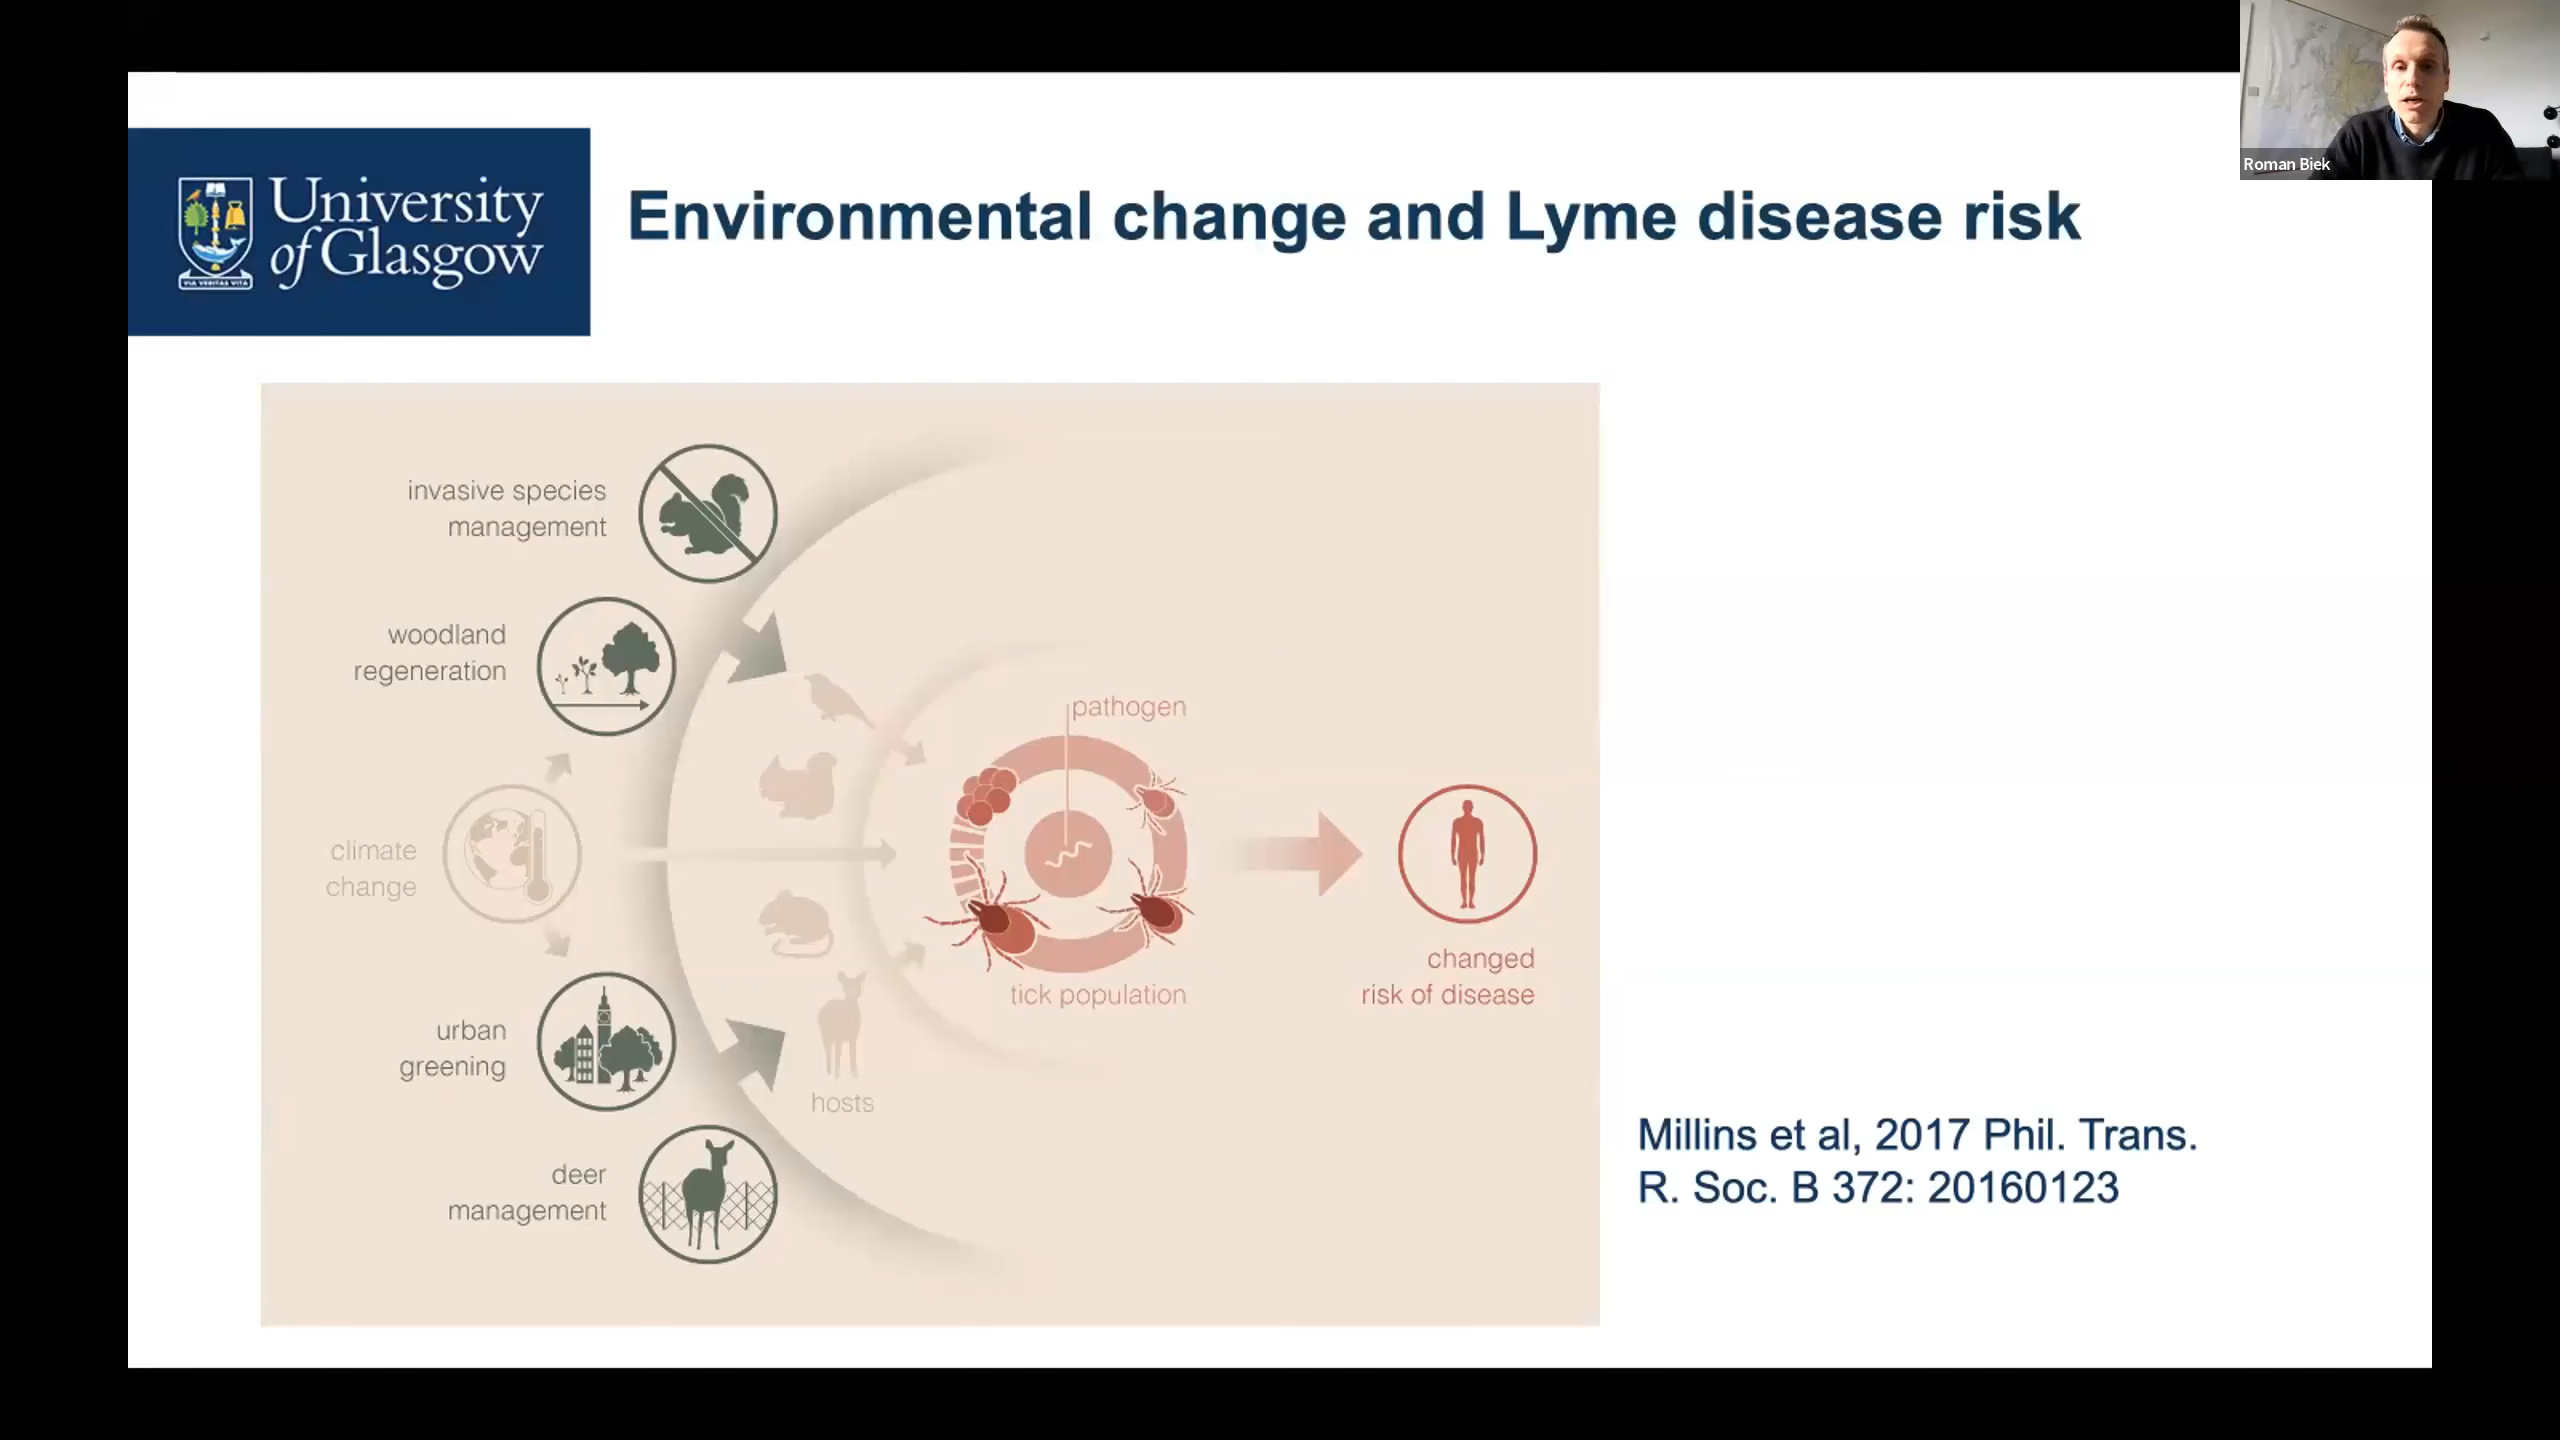 University
of Glasgow
VIA VERITAS VITA
Environmental change and Lyme disease risk
Roman Biek
invasive species
management
woodland
regeneration
climate
change
urban
greening
deer
management
hosts
pathogen
tick population
changed
risk of disease
Millins et al, 2017 Phil. Trans.
R. Soc. B 372: 20160123